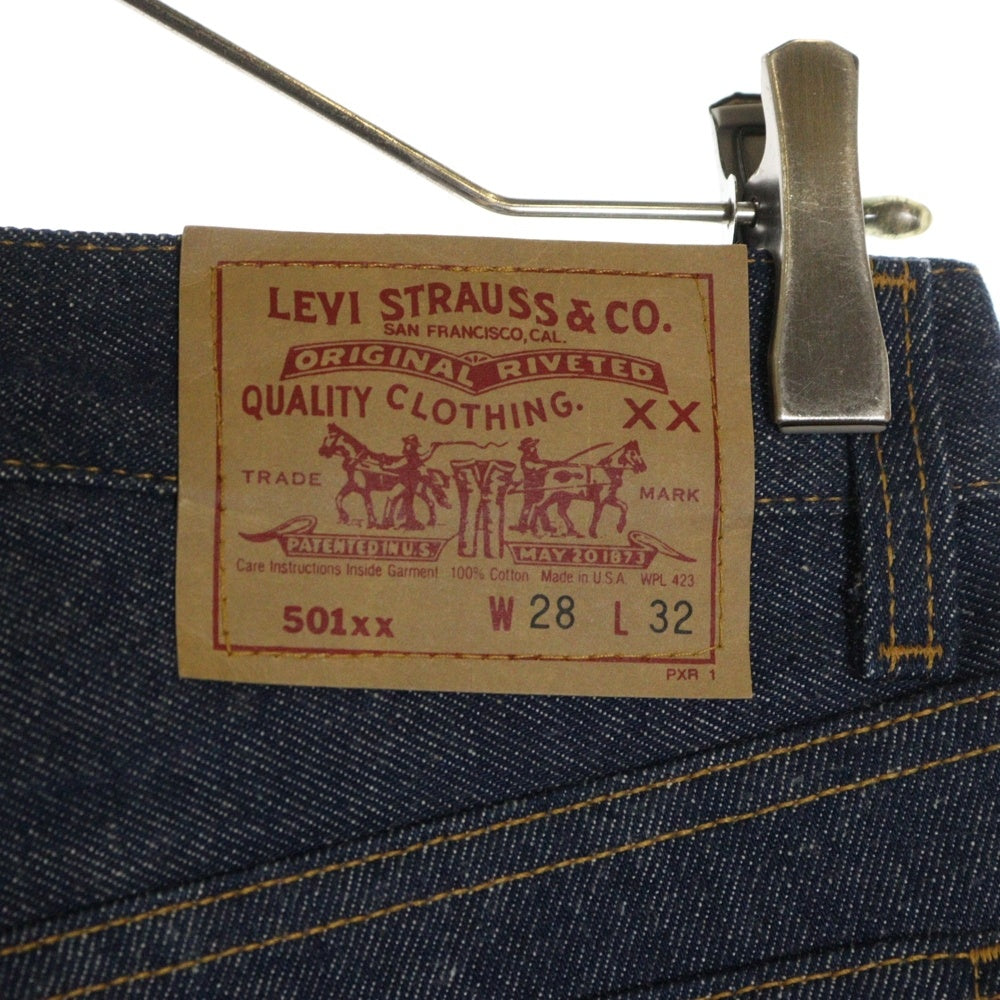 LEVI STRAUSS & CO.
SAN FRANCISCO, CAL.
ORIGINAL RIVETED
QUALITY CLOTHING. XX
TRADE MARK
PATENTED IN U.S. MAY 20 1873
Care Instructions Inside Garment 100% Cotton Made in U.S.A. WPL 423
501xx W 28 L 32
PXR 1